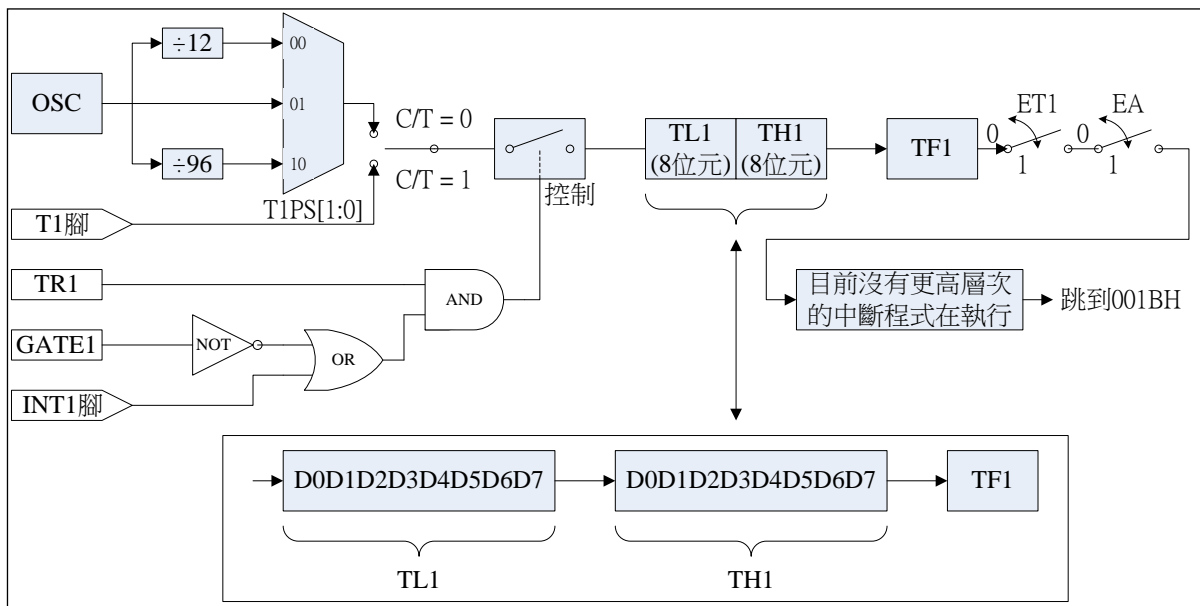 ÷12
00
OSC
01
÷96
10
T1PS[1:0]
C/T = 0
C/T = 1
控制
TL1
(8位元)
TH1
(8位元)
TF1
0
ET1
1
0
EA
1
T1腳
TR1
AND
GATE1
NOT
OR
INT1腳
目前沒有更高層次
的中斷程式在執行
跳到001BH
D0D1D2D3D4D5D6D7
D0D1D2D3D4D5D6D7
TF1
TL1
TH1